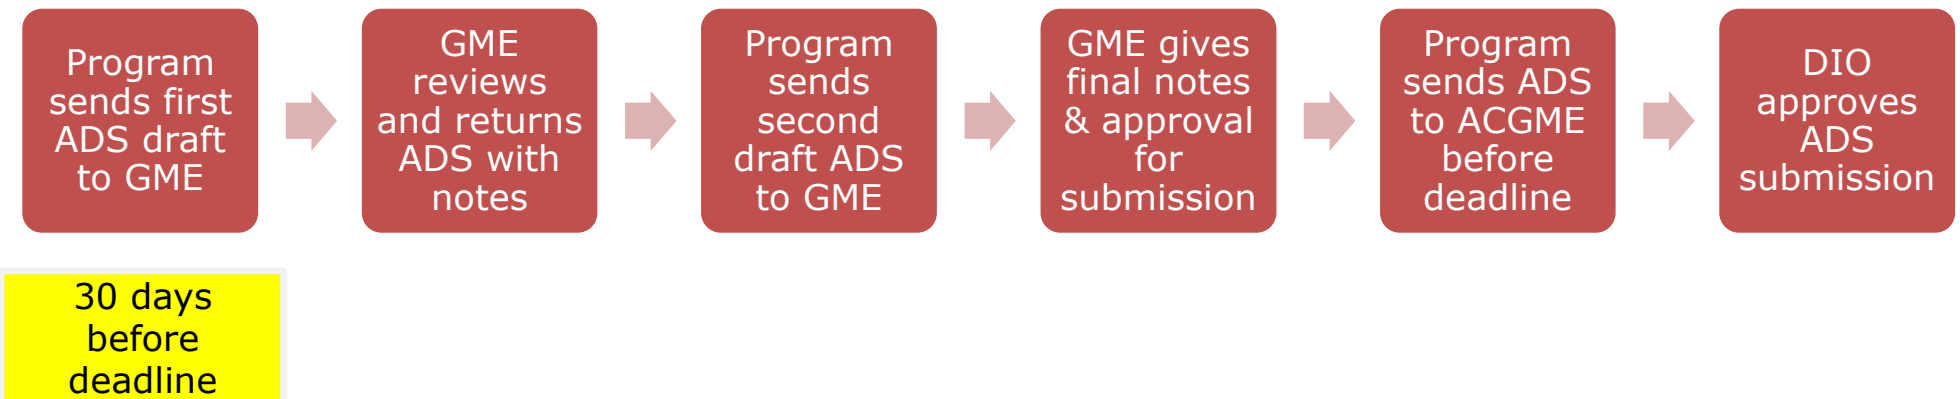 Program
sends first
ADS draft
to GME
GME
reviews
and returns
ADS with
notes
Program
sends
second
draft ADS
to GME
GME gives
final notes
& approval
for
submission
Program
sends ADS
to ACGME
before
deadline
DIO
approves
ADS
submission
30 days
before
deadline